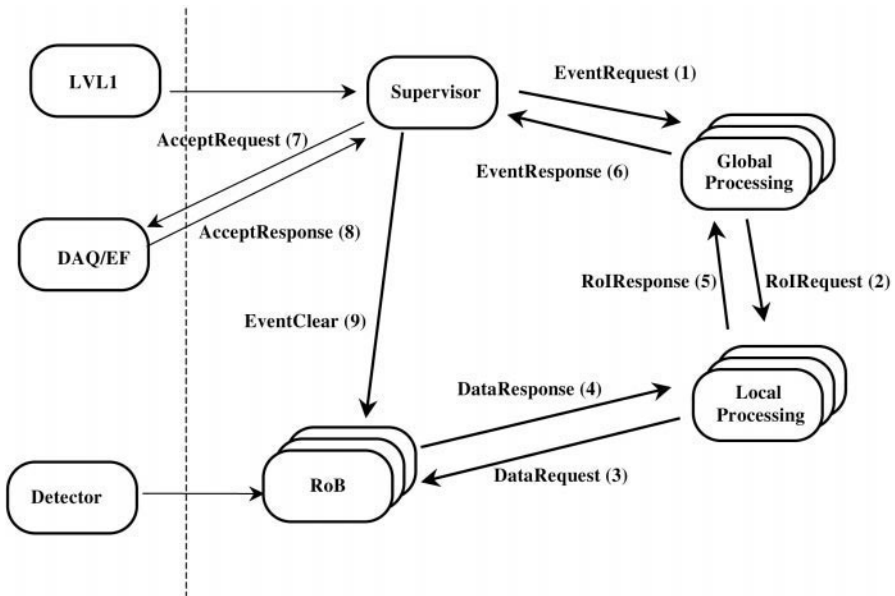 LVL1
Supervisor
EventRequest (1)
AcceptRequest (7)
EventResponse (6)
Global
Processing
DAQ/EF
AcceptResponse (8)
RoIResponse (5)
RoIRequest (2)
EventClear (9)
DataResponse (4)
Local
Processing
DataRequest (3)
Detector
RoB